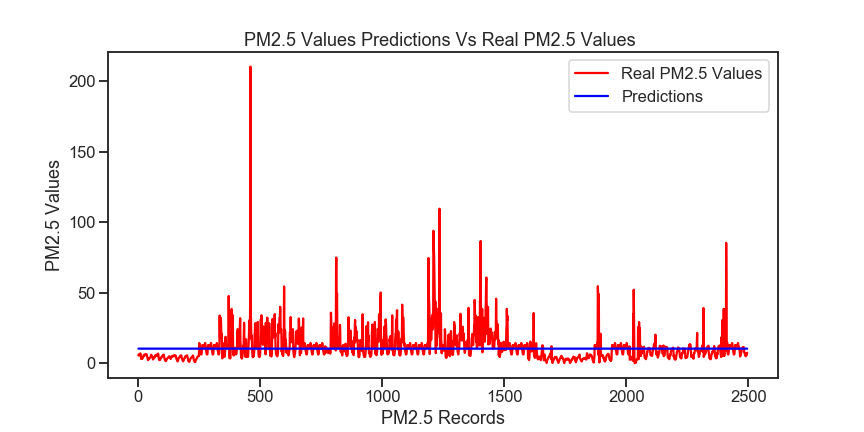 PM2.5 Values Predictions Vs Real PM2.5 Values
Real PM2.5 Values
Predictions
PM2.5 Values
200
150
100
50
0
0 500 1000 1500 2000 2500
PM2.5 Records